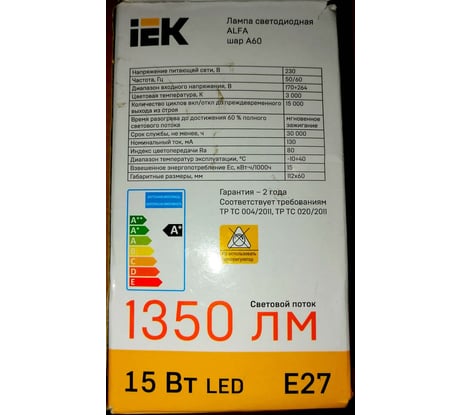 IEK
Лампа светодиодная
ALFA
шар A60
Напряжение питающей сети, В 230
Частота, Гц 50/60
Диапазон входного напряжения, В 170÷264
Цветовая температура, К 3 000
Количество циклов вкл/откл до преждевременного выхода из строя 15 000
Время разогрева до достижения 60 % полного светового потока мгновенное зажигание
Срок службы, не менее, ч 30 000
Номинальный ток, мА 130
Индекс цветопередачи Ra 80
Диапазон температур эксплуатации, °C -10÷40
Взвешенное энергопотребление Ec, кВт·ч/1000ч 15
Габаритные размеры, мм 112x60
Гарантия – 2 года
Соответствует требованиям
ТР ТС 004/2011, ТР ТС 020/2011
A++
A+
A
B
C
D
E
A+
Не использовать
Световой поток
1350 лм
15 Вт LED E27